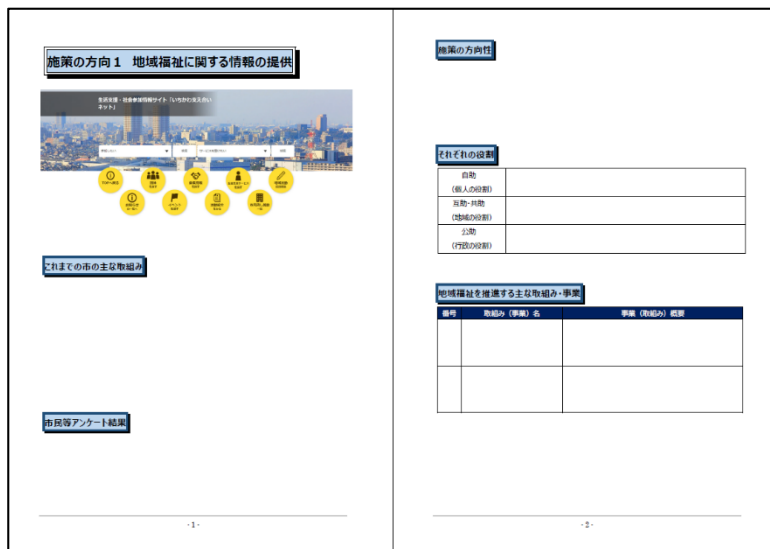 施策の方向1 地域福祉に関する情報の提供
生活支援・社会参加情報サイト「いちかわ支え合い
ネット」
これまでの市の主な取組み
市民等アンケート結果
- 1 -
施策の方向性
それぞれの役割
自助
(個人の役割)
互助・共助
(地域の役割)
公助
(行政の役割)
地域福祉を推進する主な取組み・事業
番号 取組み(事業)名 事業(取組み)概要
- 2 -